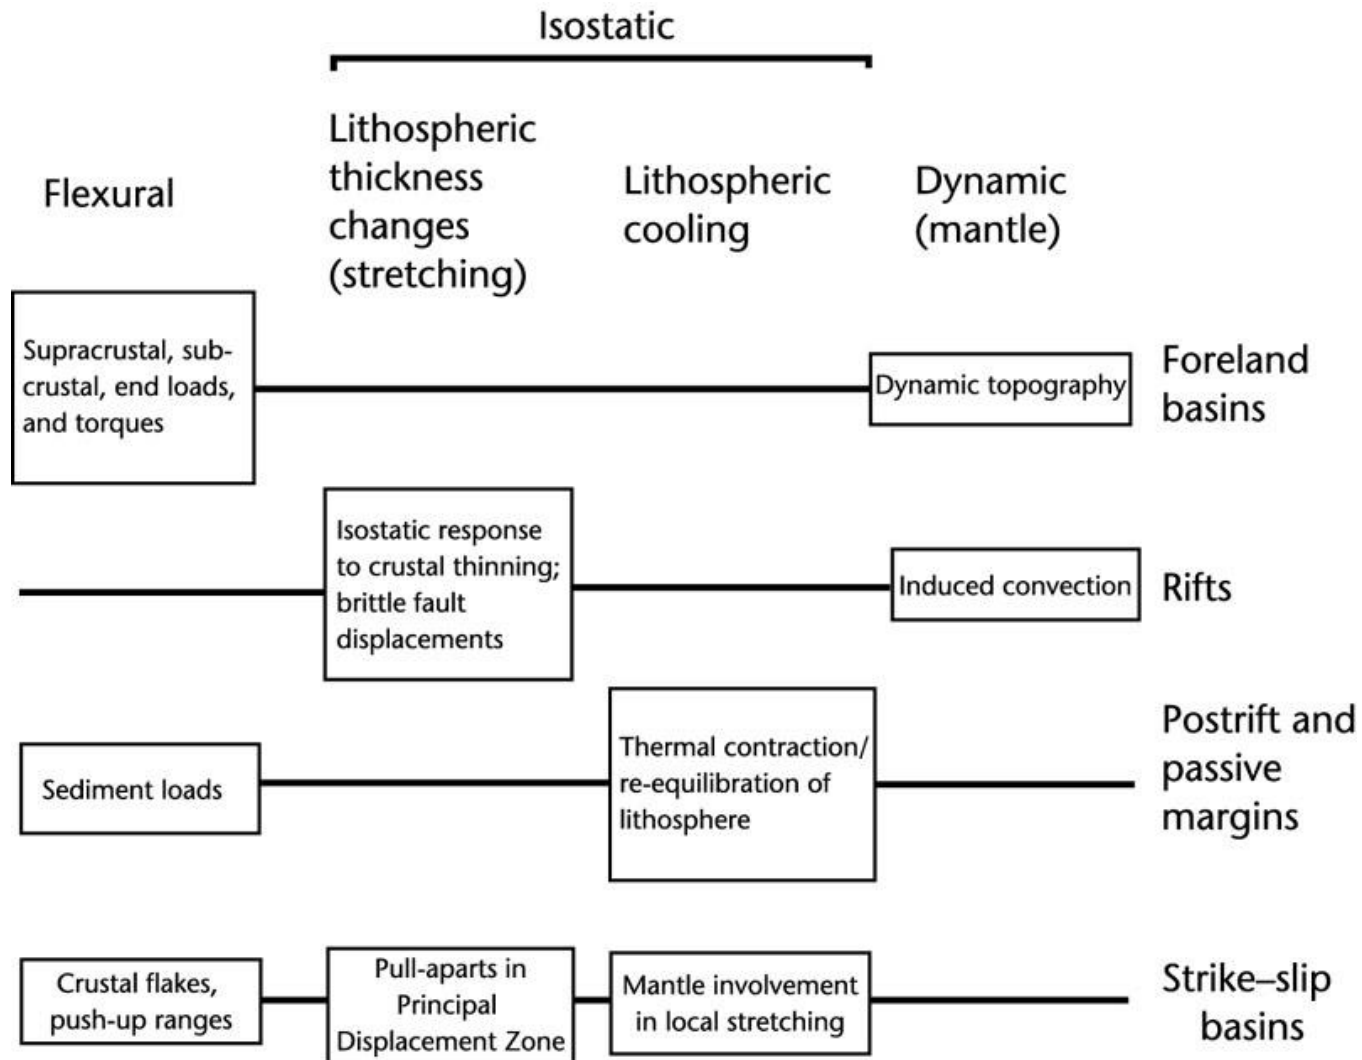 Isostatic
Flexural
Lithospheric
thickness
changes
(stretching)
Lithospheric
cooling
Dynamic
(mantle)
Supracrustal, sub-
crustal, end loads,
and torques
Dynamic topography
Foreland
basins
Isostatic response
to crustal thinning;
brittle fault
displacements
Induced convection
Rifts
Sediment loads
Thermal contraction/
re-equilibration of
lithosphere
Postrift and
passive
margins
Crustal flakes,
push-up ranges
Pull-aparts in
Principal
Displacement Zone
Mantle involvement
in local stretching
Strike–slip
basins